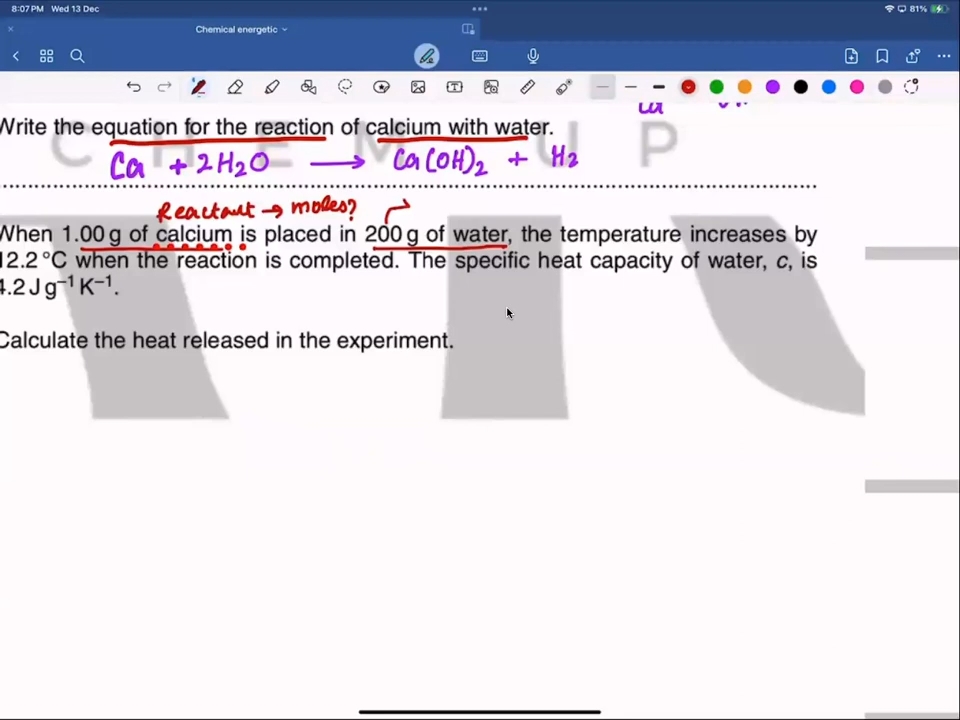 8:07PM Wed 13 Dec
81%
Chemical energetic
Write the equation for the reaction of calcium with water.
C H E M U P
Ca + 2H₂O ⟶ Ca(OH)₂ + H₂
Reactant → moles?
When 1.00 g of calcium is placed in 200 g of water, the temperature increases by
12.2 °C when the reaction is completed. The specific heat capacity of water, c, is
4.2 J g⁻¹ K⁻¹.
Calculate the heat released in the experiment.